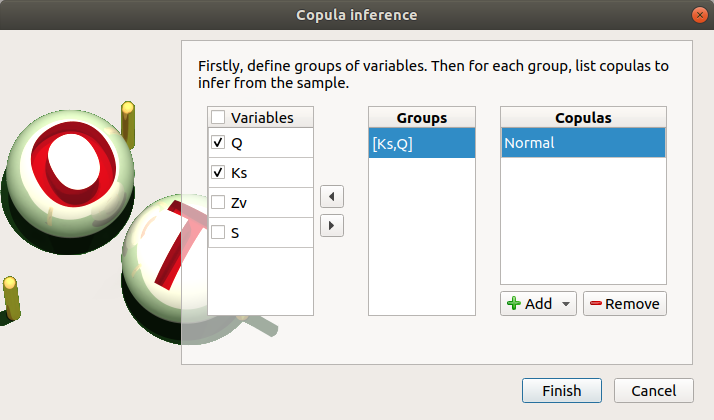 Copula inference
Firstly, define groups of variables. Then for each group, list copulas to
infer from the sample.
Variables
Q
Ks
Zv
S
Groups
[Ks,Q]
Copulas
Normal
Add
Remove
Finish
Cancel